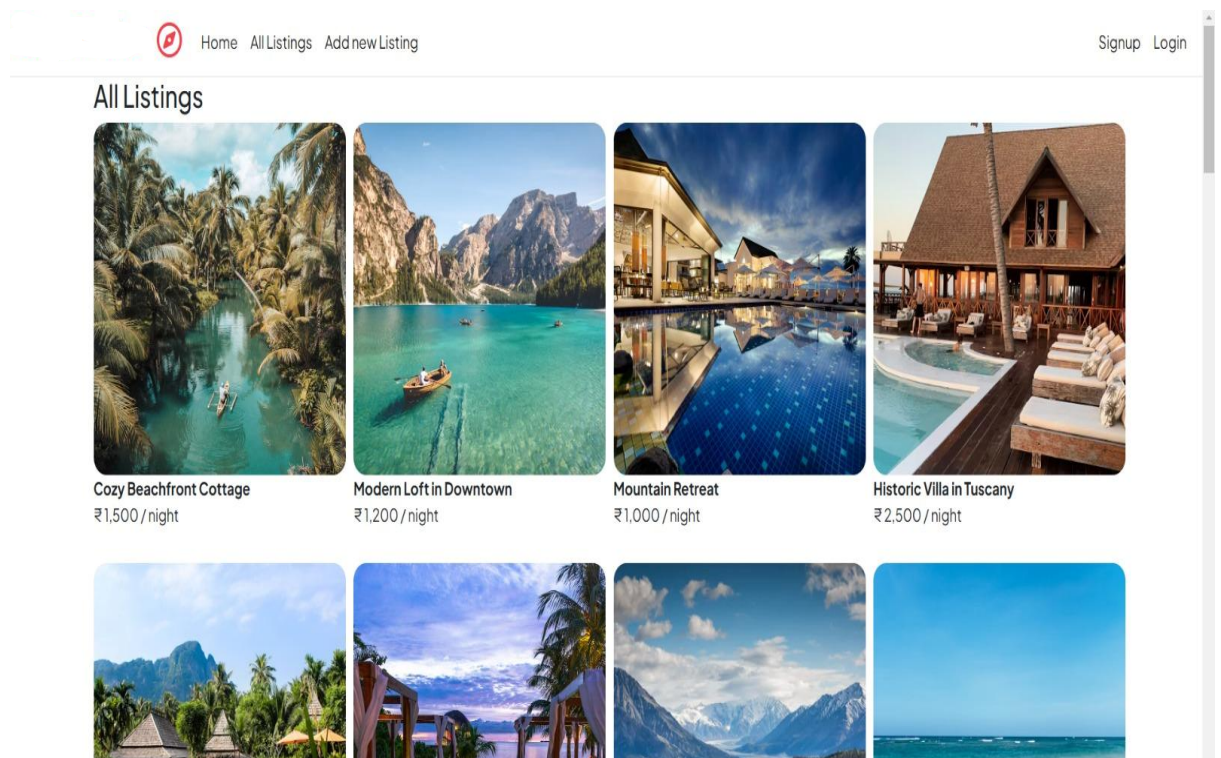 Home All Listings Add new Listing Signup Login
All Listings
Cozy Beachfront Cottage Modern Loft in Downtown Mountain Retreat Historic Villa in Tuscany
₹1,500 / night ₹1,200 / night ₹1,000 / night ₹2,500 / night